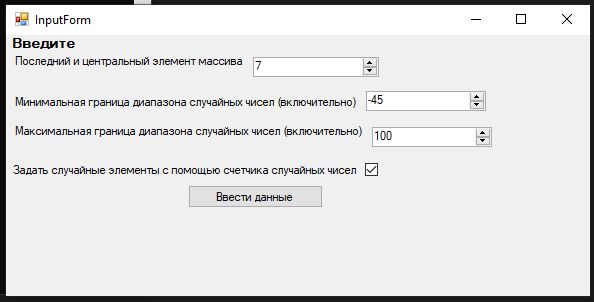 InputForm
Введите
Последний и центральный элемент массива 7
Минимальная граница диапазона случайных чисел (включительно) -45
Максимальная граница диапазона случайных чисел (включительно) 100
Задать случайные элементы с помощью счетчика случайных чисел
Ввести данные